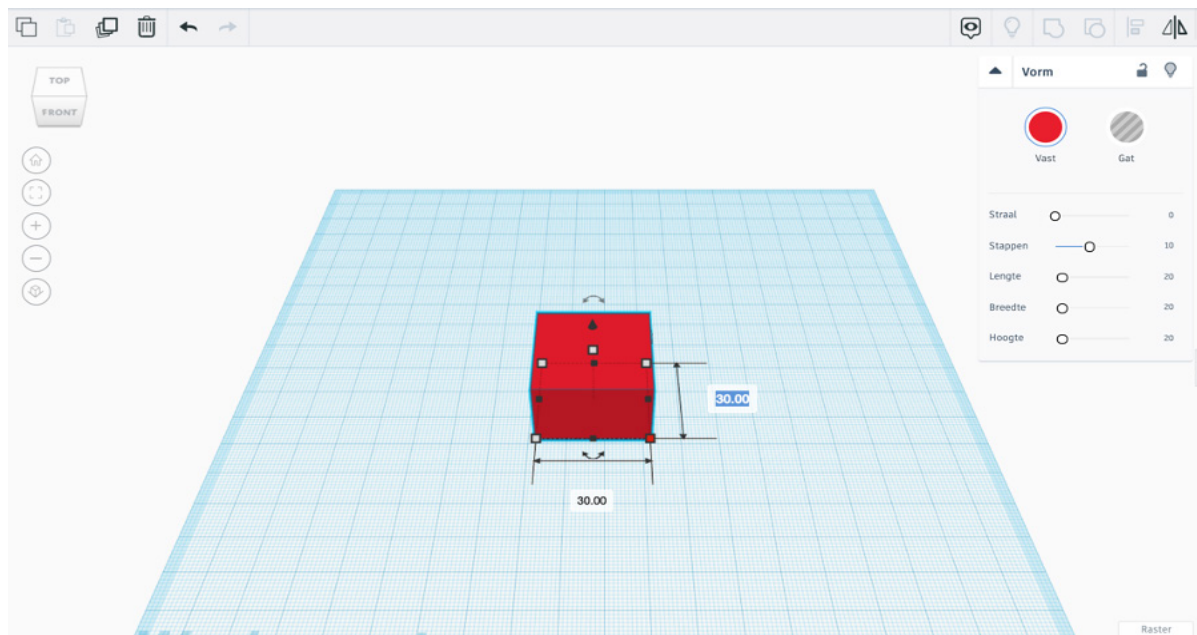 TOP
FRONT
Vorm
Vast Gat
Straal 0
Stappen 10
Lengte 20
Breedte 20
Hoogte 20
30.00
30.00
Raster